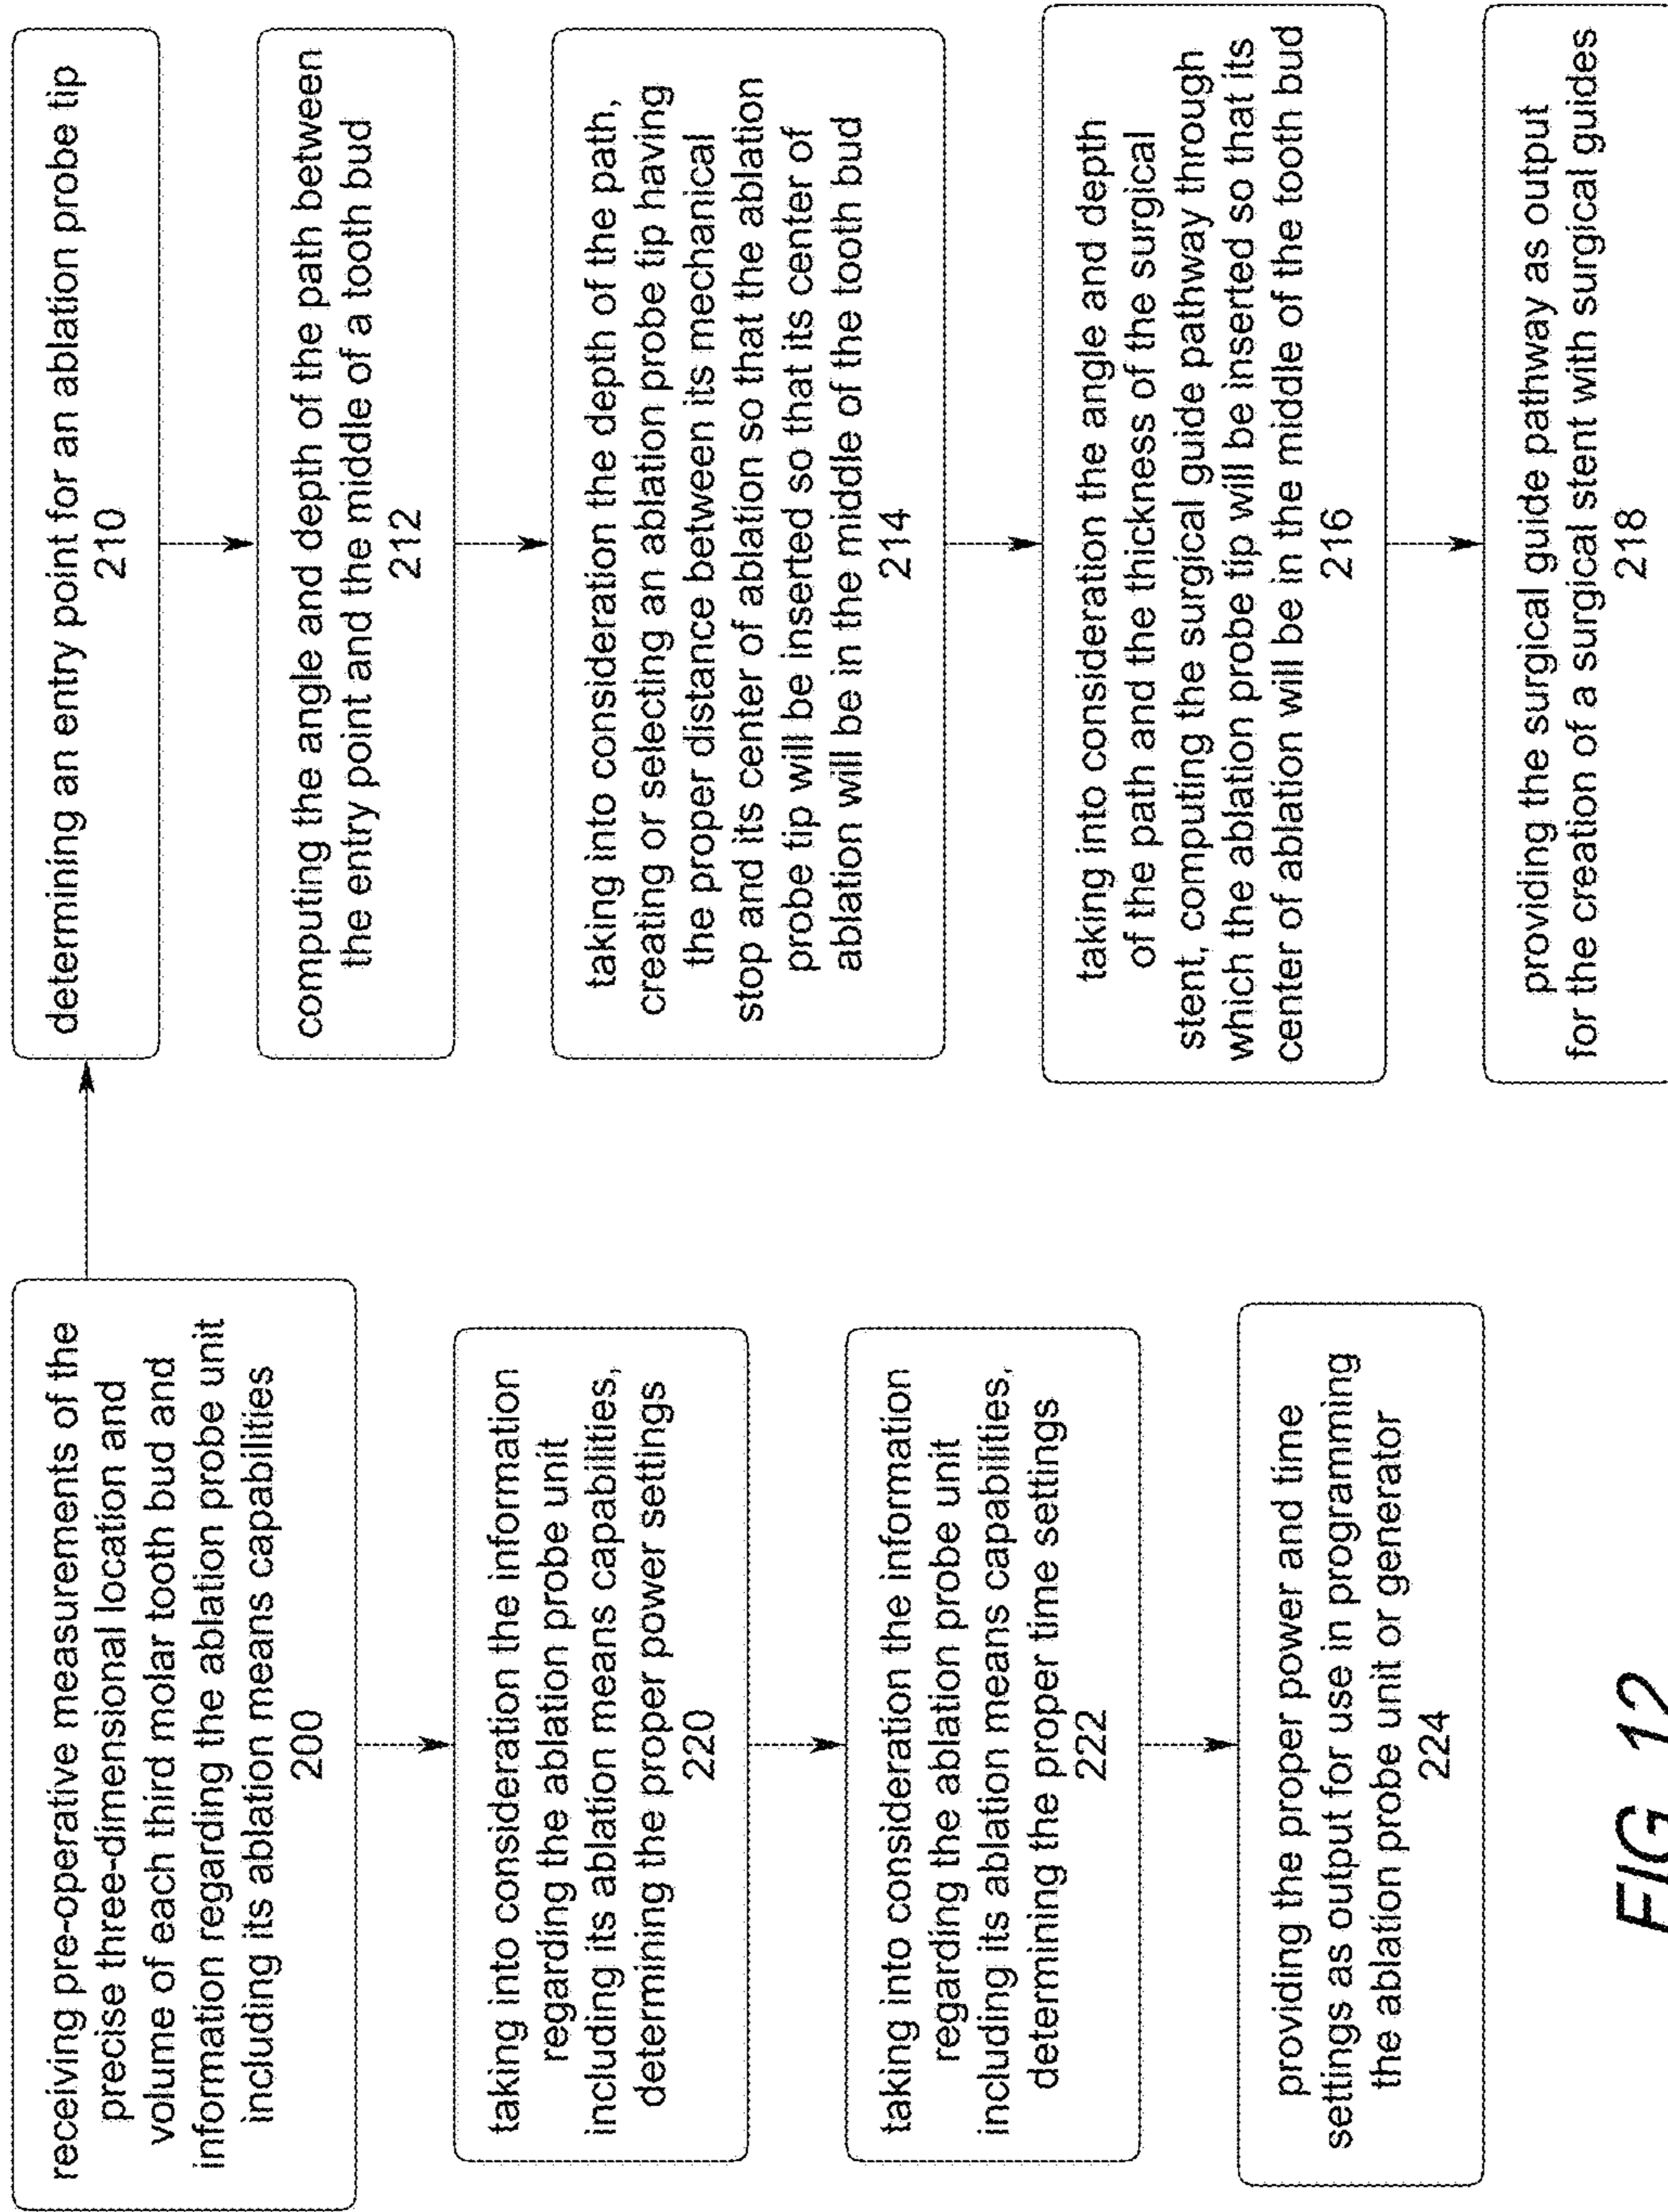 receiving pre-operative measurements of the
precise three-dimensional location and
volume of each third molar tooth bud and
information regarding the ablation probe unit
including its ablation means capabilities
200
taking into consideration the information
regarding the ablation probe unit
including its ablation means capabilities,
determining the proper power settings
220
taking into consideration the information
regarding the ablation probe unit
including its ablation means capabilities,
determining the proper time settings
222
providing the proper power and time
settings as output for use in programming
the ablation probe unit or generator
224
determining an entry point for an ablation probe tip
210
computing the angle and depth of the path between
the entry point and the middle of a tooth bud
212
taking into consideration the depth of the path,
creating or selecting an ablation probe tip having
the proper distance between its mechanical
stop and its center of ablation so that the ablation
probe tip will be inserted so that its center of
ablation will be in the middle of the tooth bud
214
taking into consideration the angle and depth
of the path and the thickness of the surgical
stent, computing the surgical guide pathway through
which the ablation probe tip will be inserted so that its
center of ablation will be in the middle of the tooth bud
216
providing the surgical guide pathway as output
for the creation of a surgical stent with surgical guides
218
FIG 12